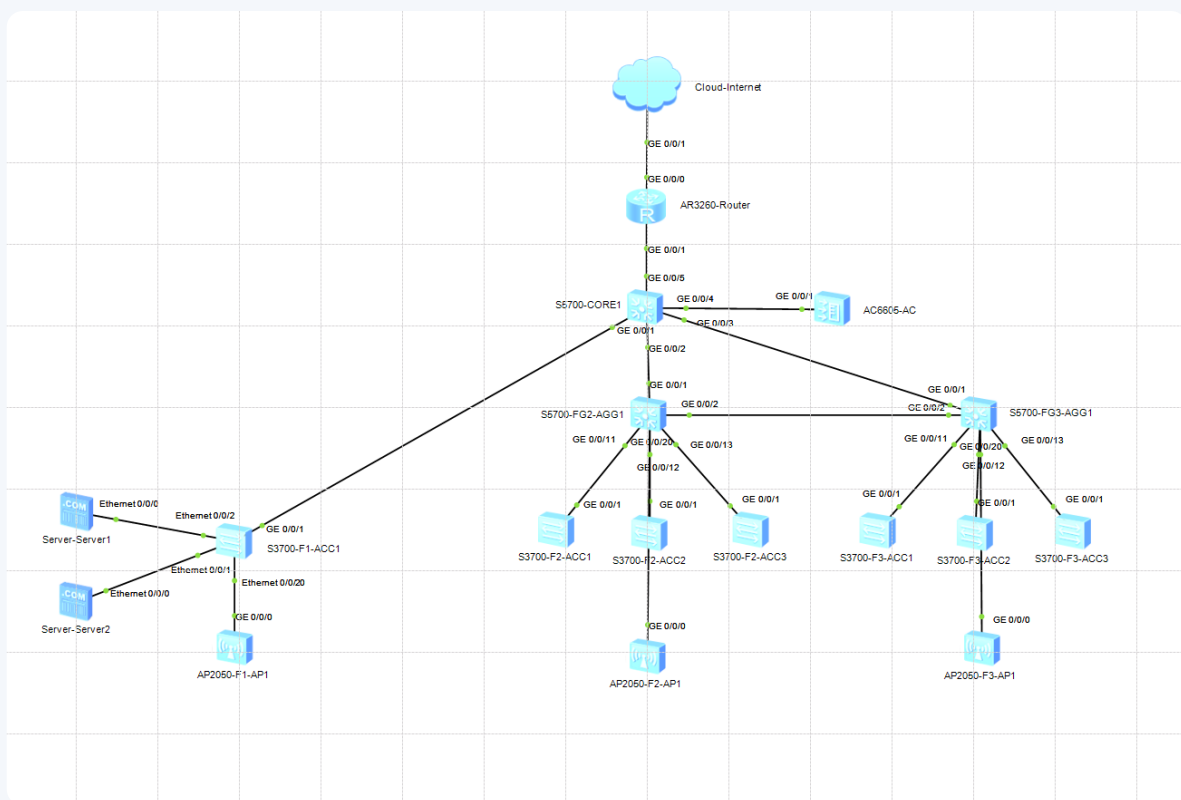 Cloud-Internet
GE 0/0/1
GE 0/0/0
AR3260-Router
GE 0/0/1
GE 0/0/5
S5700-CORE1
GE 0/0/4
GE 0/0/1
AC6605-AC
GE 0/0/1
GE 0/0/3
GE 0/0/2
GE 0/0/1
GE 0/0/1
S5700-FG2-AGG1
GE 0/0/2
GE 0/0/2
S5700-FG3-AGG1
GE 0/0/11
GE 0/0/20
GE 0/0/13
GE 0/0/12
GE 0/0/11
GE 0/0/20
GE 0/0/13
GE 0/0/12
Ethernet 0/0/0
Ethernet 0/0/2
GE 0/0/1
GE 0/0/1
GE 0/0/1
GE 0/0/1
GE 0/0/1
GE 0/0/1
GE 0/0/1
Server-Server1
S3700-F1-ACC1
S3700-F2-ACC1
S3700-F2-ACC2
S3700-F2-ACC3
S3700-F3-ACC1
S3700-F3-ACC2
S3700-F3-ACC3
Ethernet 0/0/1
Ethernet 0/0/20
Ethernet 0/0/0
Server-Server2
GE 0/0/0
GE 0/0/0
GE 0/0/0
AP2050-F1-AP1
AP2050-F2-AP1
AP2050-F3-AP1
.COM
.COM
R